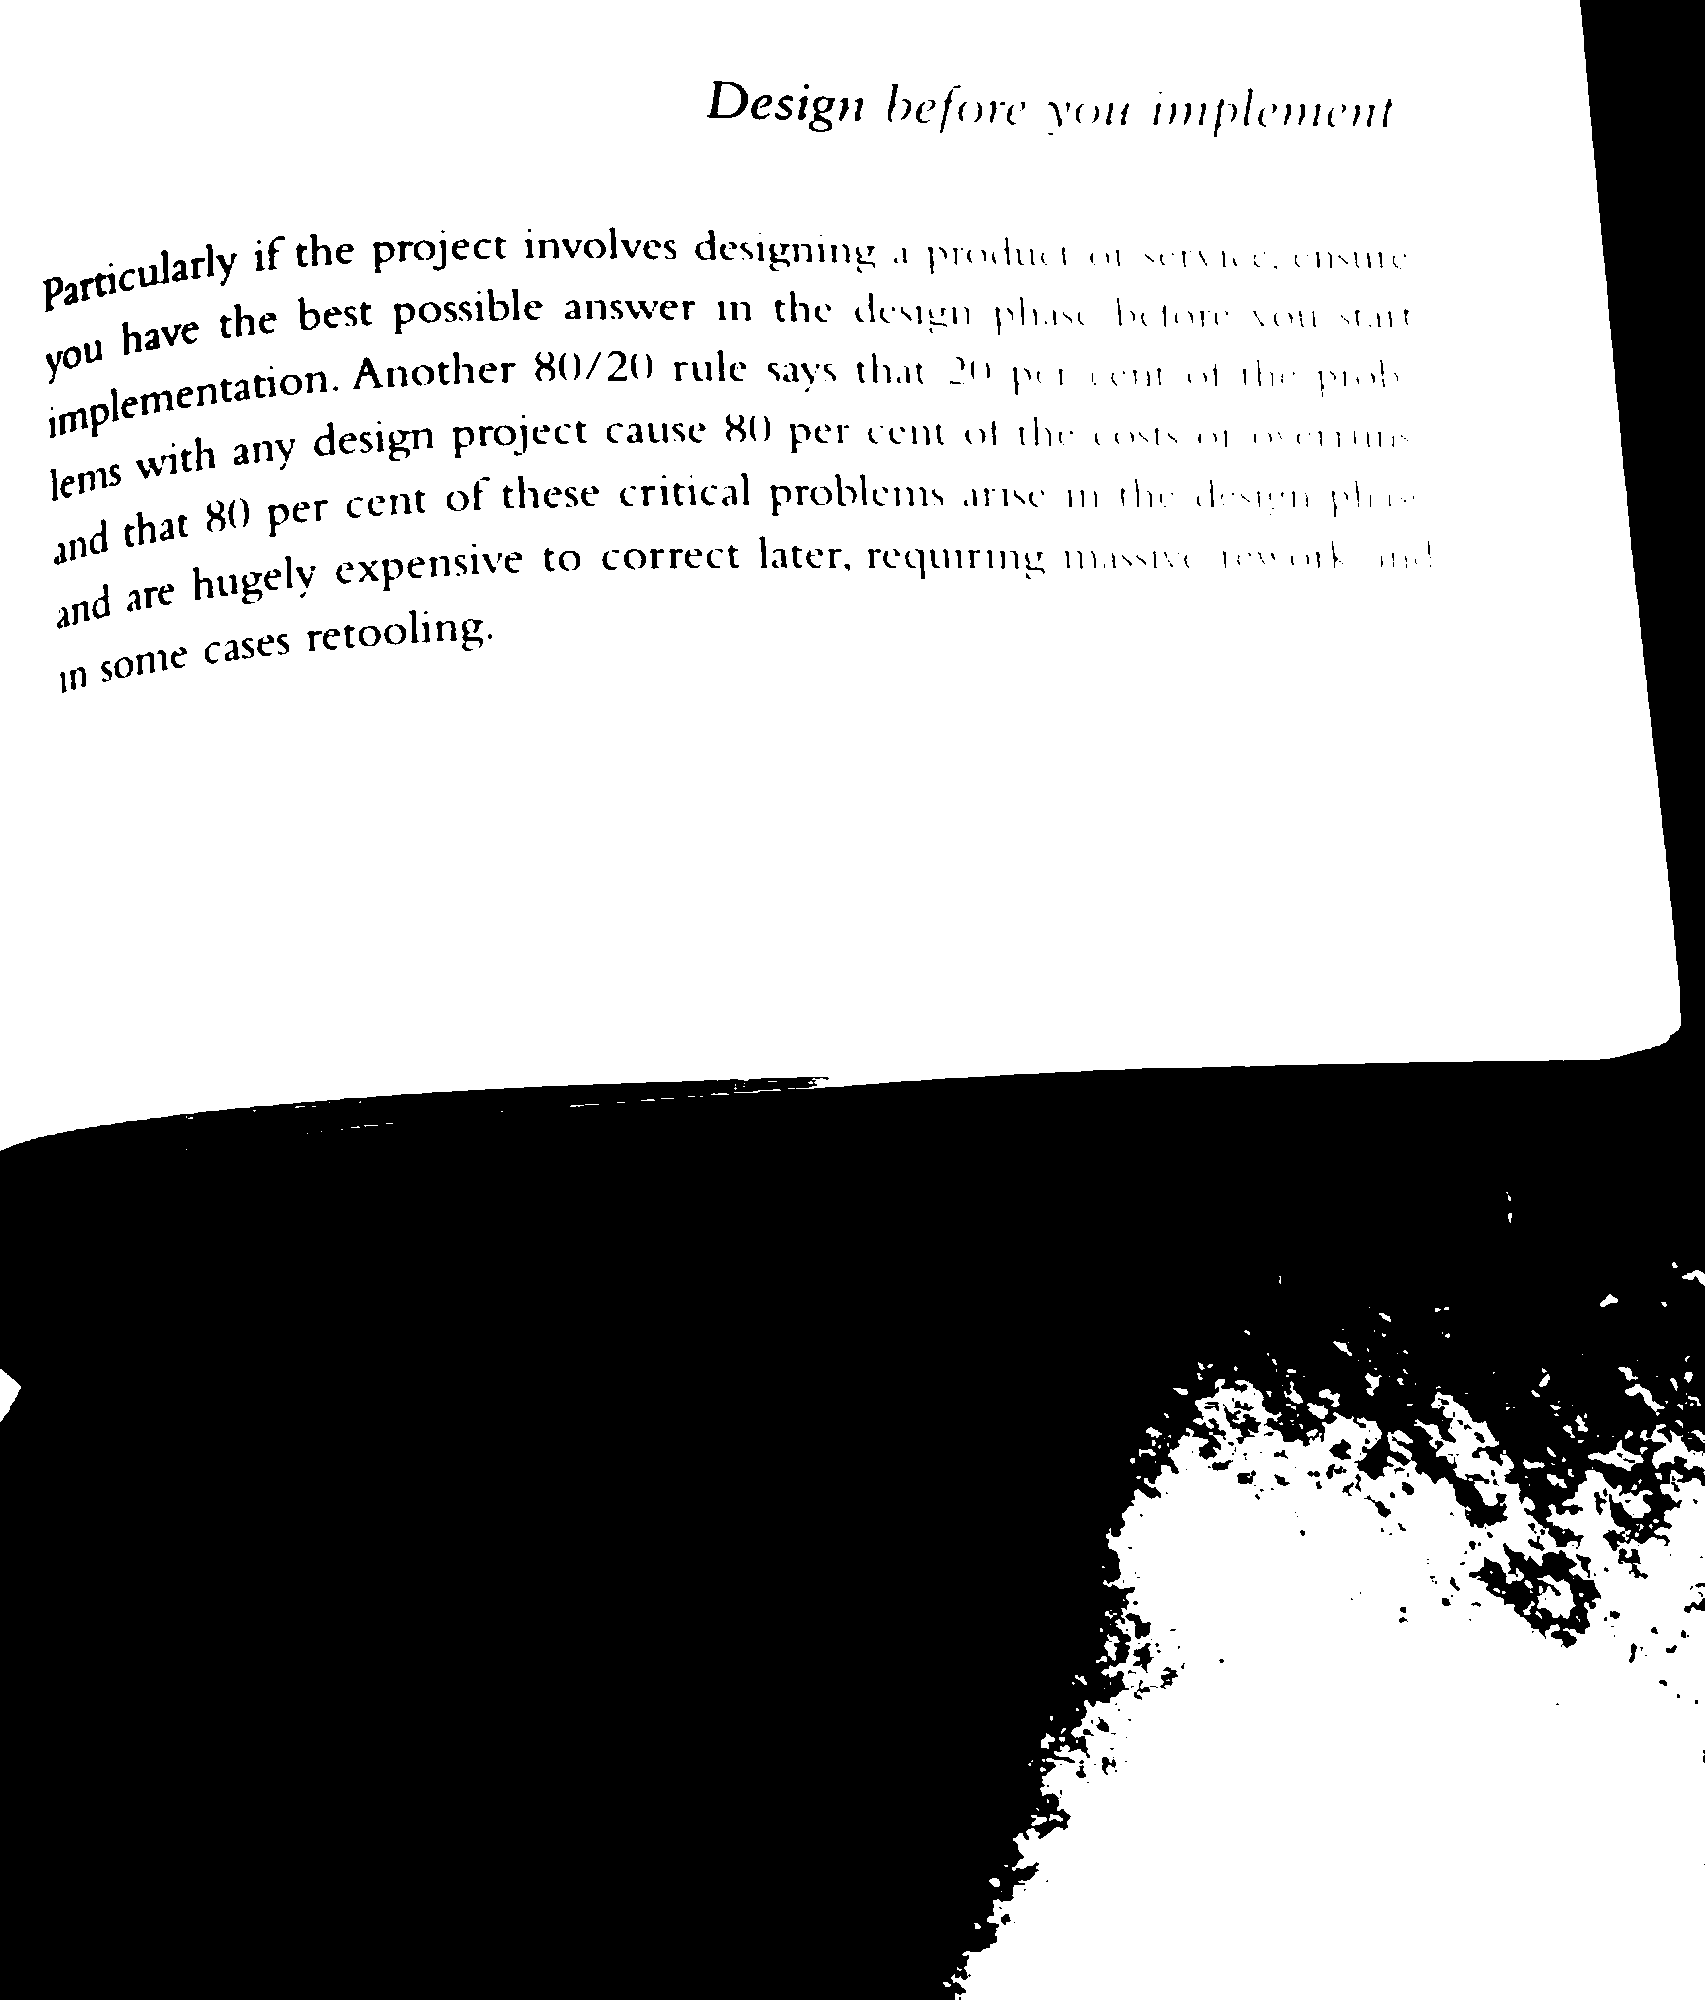 Design before you implement
Particularly if the project involves designing a product or service, ensure
you have the best possible answer in the design phase before you start
implementation. Another 80/20 rule says that 20 per cent of the prob-
lems with any design project cause 80 per cent of the costs or overruns
and that 80 per cent of these critical problems arise in the design phase
and are hugely expensive to correct later, requiring massive rework and
in some cases retooling.